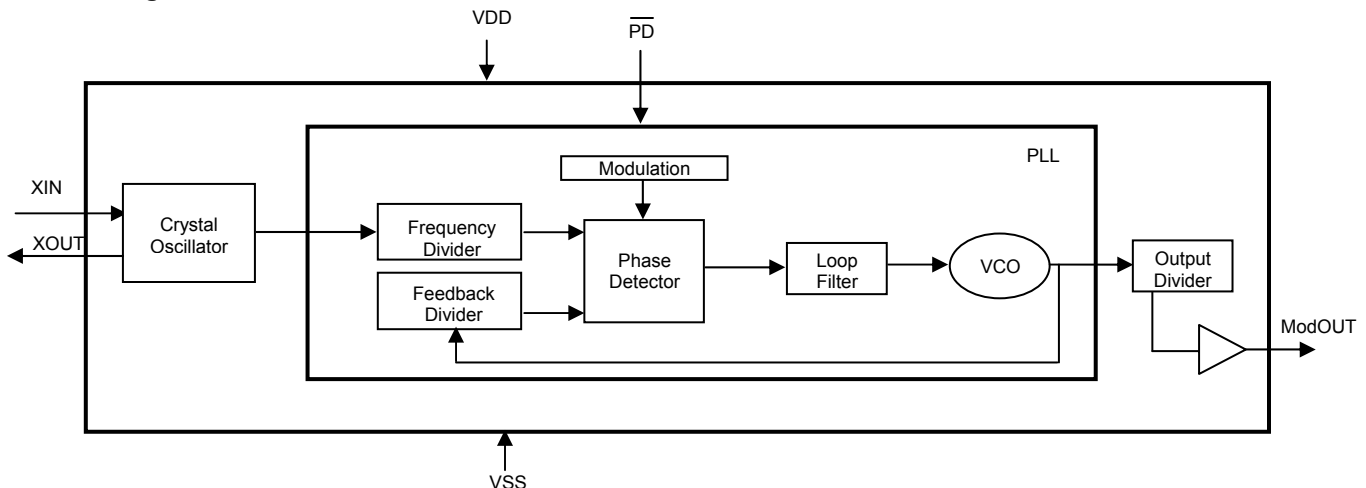 VDD
PD
PLL
Modulation
XIN
XOUT
Crystal
Oscillator
Frequency
Divider
Feedback
Divider
Phase
Detector
Loop
Filter
VCO
Output
Divider
ModOUT
VSS